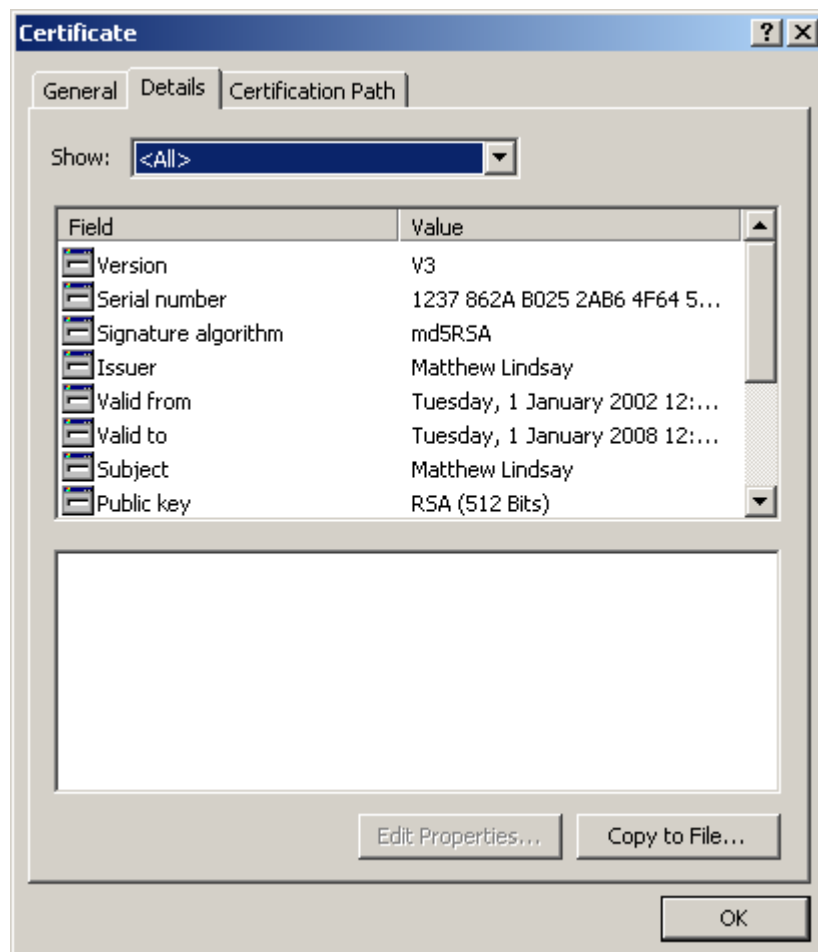 Certificate
General Details Certification Path
Show: <All>
Field Value
Version V3
Serial number 1237 862A B025 2AB6 4F64 5...
Signature algorithm md5RSA
Issuer Matthew Lindsay
Valid from Tuesday, 1 January 2002 12:...
Valid to Tuesday, 1 January 2008 12:...
Subject Matthew Lindsay
Public key RSA (512 Bits)
Edit Properties... Copy to File...
OK